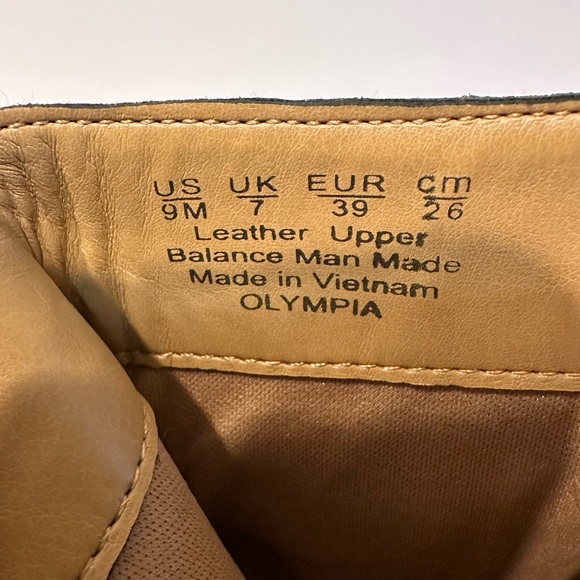 US UK EUR cm
9M 7 39 26
Leather Upper
Balance Man Made
Made in Vietnam
OLYMPIA